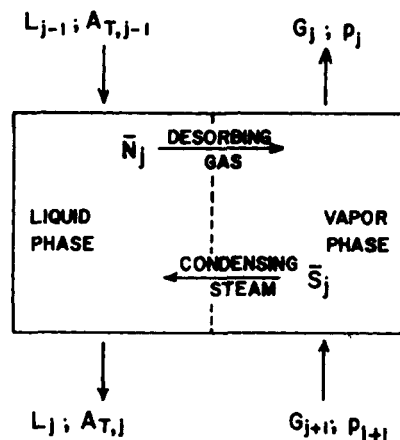 L_{j-1} ; A_{T,j-1}
G_j ; p_j
N̄_j
DESORBING
GAS
LIQUID
PHASE
VAPOR
PHASE
CONDENSING
STEAM
S̄_j
L_j ; A_{T,j}
G_{j+1} ; p_{j+1}